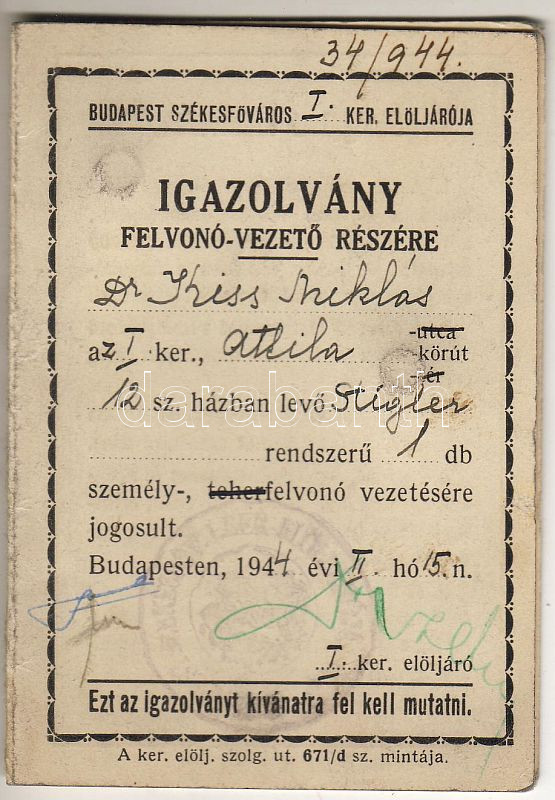 34/944.
BUDAPEST SZÉKESFŐVÁROS I. KER. ELÖLJÁRÓJA
IGAZOLVÁNY
FELVONÓ-VEZETŐ RÉSZÉRE
Dr Kiss Miklós
az I. ker., Attila -utca
-körút
-tér
12 sz. házban levő Stigler
rendszerű 1 db
személy-, teherfelvonó vezetésére
jogosult.
Budapesten, 1944 évi II. hó 15. n.
I. ker. elöljáró
Ezt az igazolványt kívánatra fel kell mutatni.
A ker. elölj. szolg. ut. 671/d sz. mintája.
darabanth.com